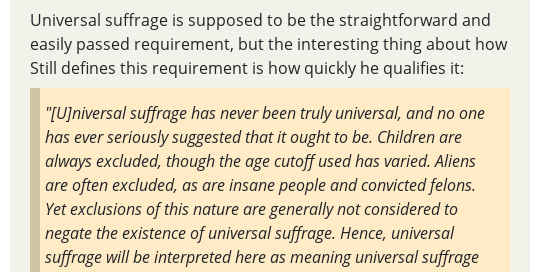 Universal suffrage is supposed to be the straightforward and
easily passed requirement, but the interesting thing about how
Still defines this requirement is how quickly he qualifies it:
"[U]niversal suffrage has never been truly universal, and no one
has ever seriously suggested that it ought to be. Children are
always excluded, though the age cutoff used has varied. Aliens
are often excluded, as are insane people and convicted felons.
Yet exclusions of this nature are generally not considered to
negate the existence of universal suffrage. Hence, universal
suffrage will be interpreted here as meaning universal suffrage